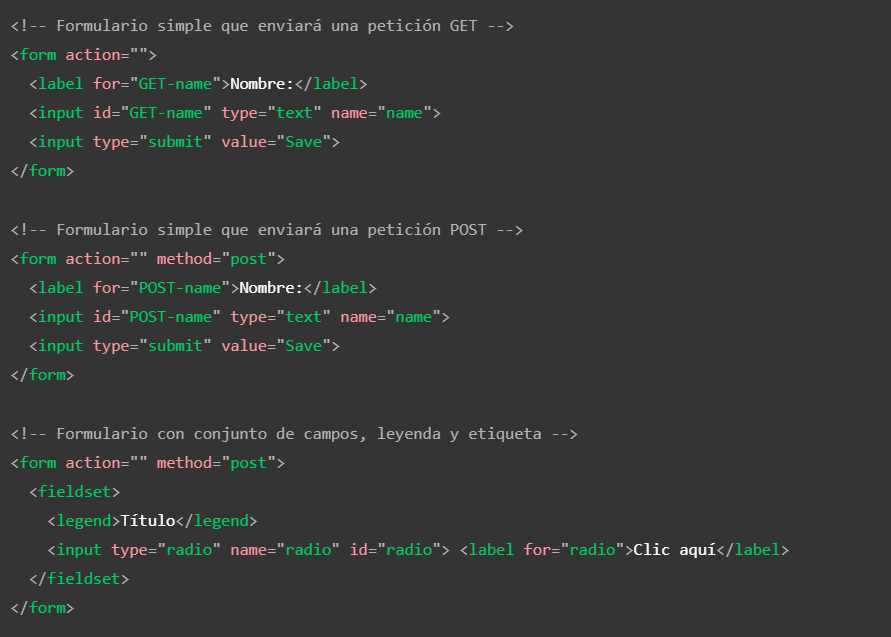 <!-- Formulario simple que enviará una petición GET -->
<form action="">
  <label for="GET-name">Nombre:</label>
  <input id="GET-name" type="text" name="name">
  <input type="submit" value="Save">
</form>

<!-- Formulario simple que enviará una petición POST -->
<form action="" method="post">
  <label for="POST-name">Nombre:</label>
  <input id="POST-name" type="text" name="name">
  <input type="submit" value="Save">
</form>

<!-- Formulario con conjunto de campos, leyenda y etiqueta -->
<form action="" method="post">
  <fieldset>
    <legend>Título</legend>
    <input type="radio" name="radio" id="radio"> <label for="radio">Clic aquí</label>
  </fieldset>
</form>